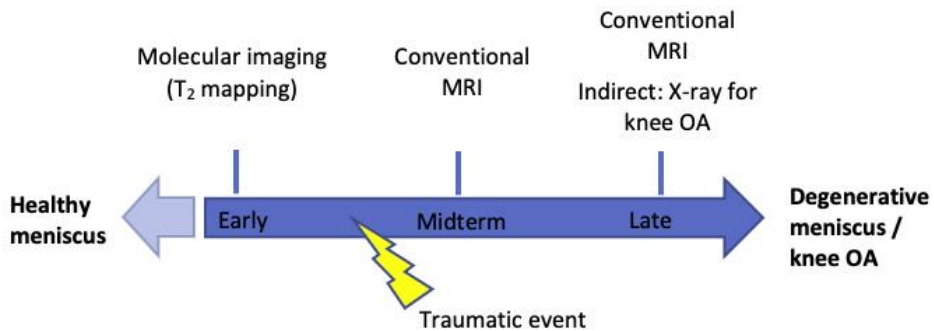 Molecular imaging
(T₂ mapping)
Conventional
MRI
Conventional
MRI
Indirect: X-ray for
knee OA
Healthy
meniscus
Early
Midterm
Late
Degenerative
meniscus /
knee OA
Traumatic event